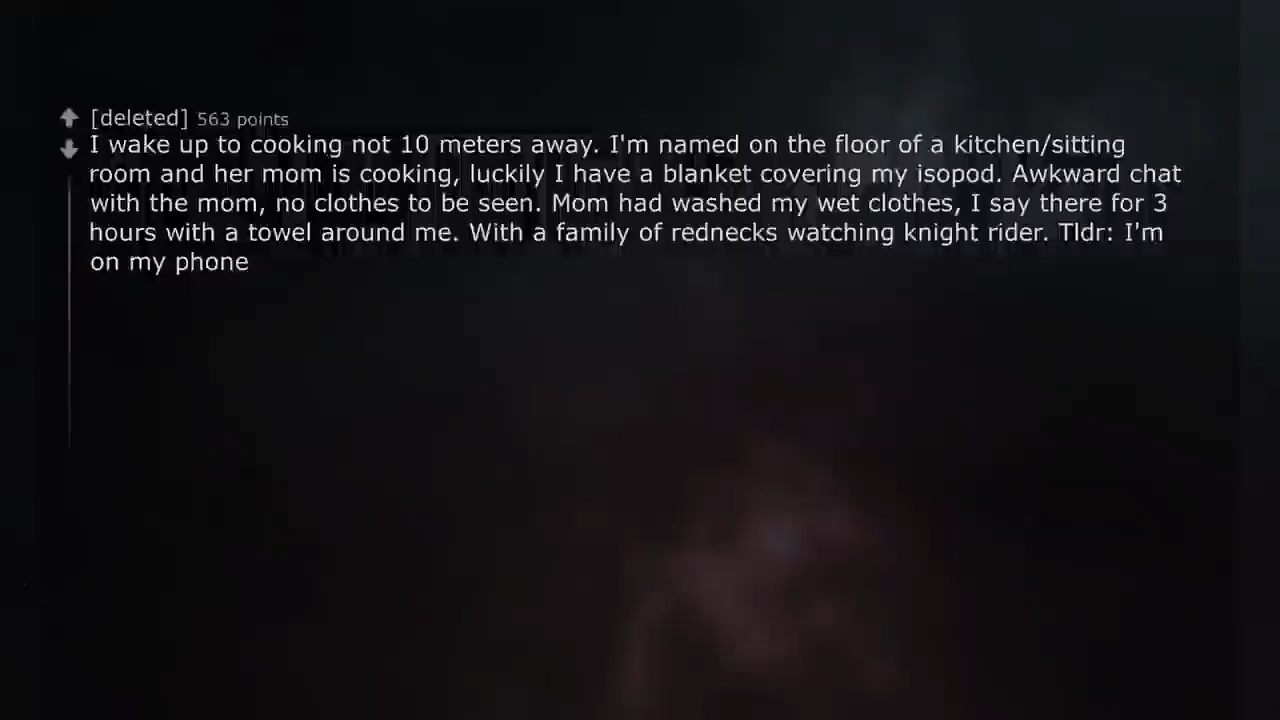 [deleted] 563 points
I wake up to cooking not 10 meters away. I'm named on the floor of a kitchen/sitting
room and her mom is cooking, luckily I have a blanket covering my isopod. Awkward chat
with the mom, no clothes to be seen. Mom had washed my wet clothes, I say there for 3
hours with a towel around me. With a family of rednecks watching knight rider. Tldr: I'm
on my phone